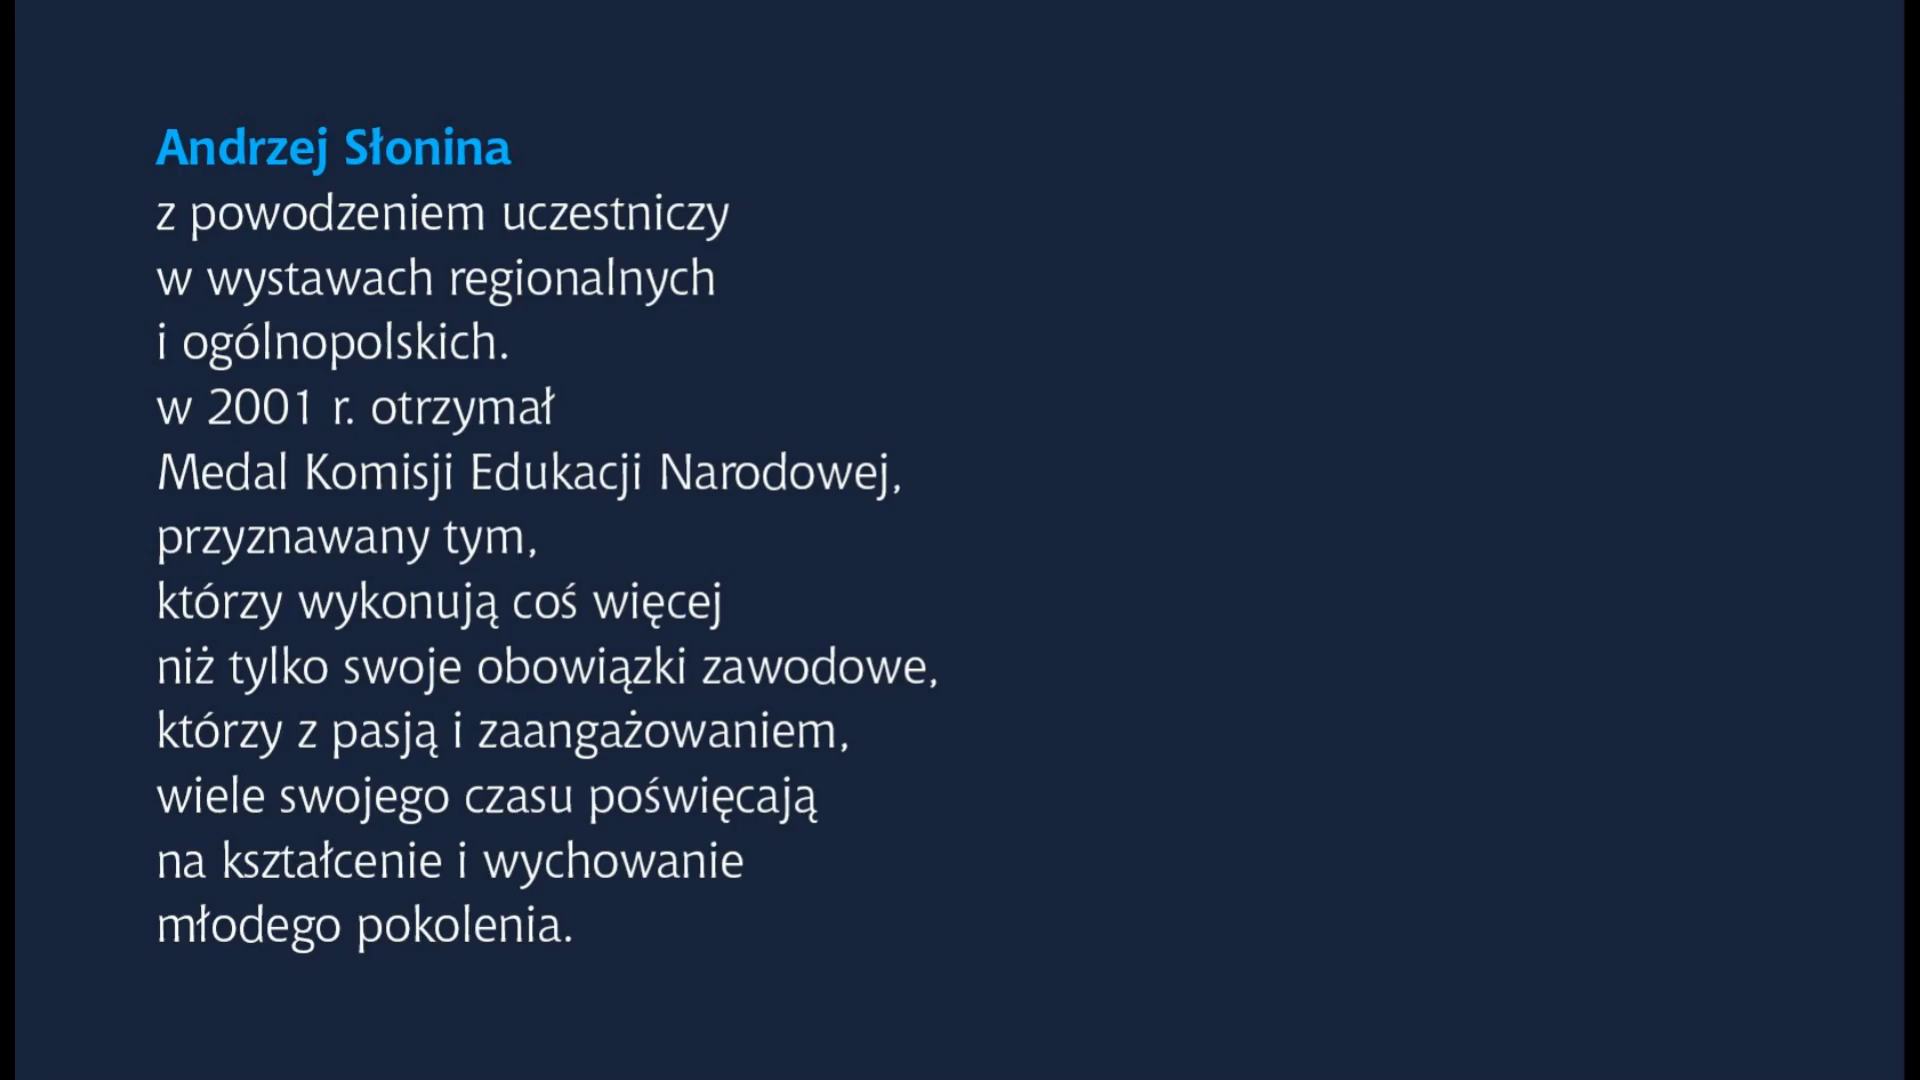 Andrzej Słonina
z powodzeniem uczestniczy
w wystawach regionalnych
i ogólnopolskich.
w 2001 r. otrzymał
Medal Komisji Edukacji Narodowej,
przyznawany tym,
którzy wykonują coś więcej
niż tylko swoje obowiązki zawodowe,
którzy z pasją i zaangażowaniem,
wiele swojego czasu poświęcają
na kształcenie i wychowanie
młodego pokolenia.